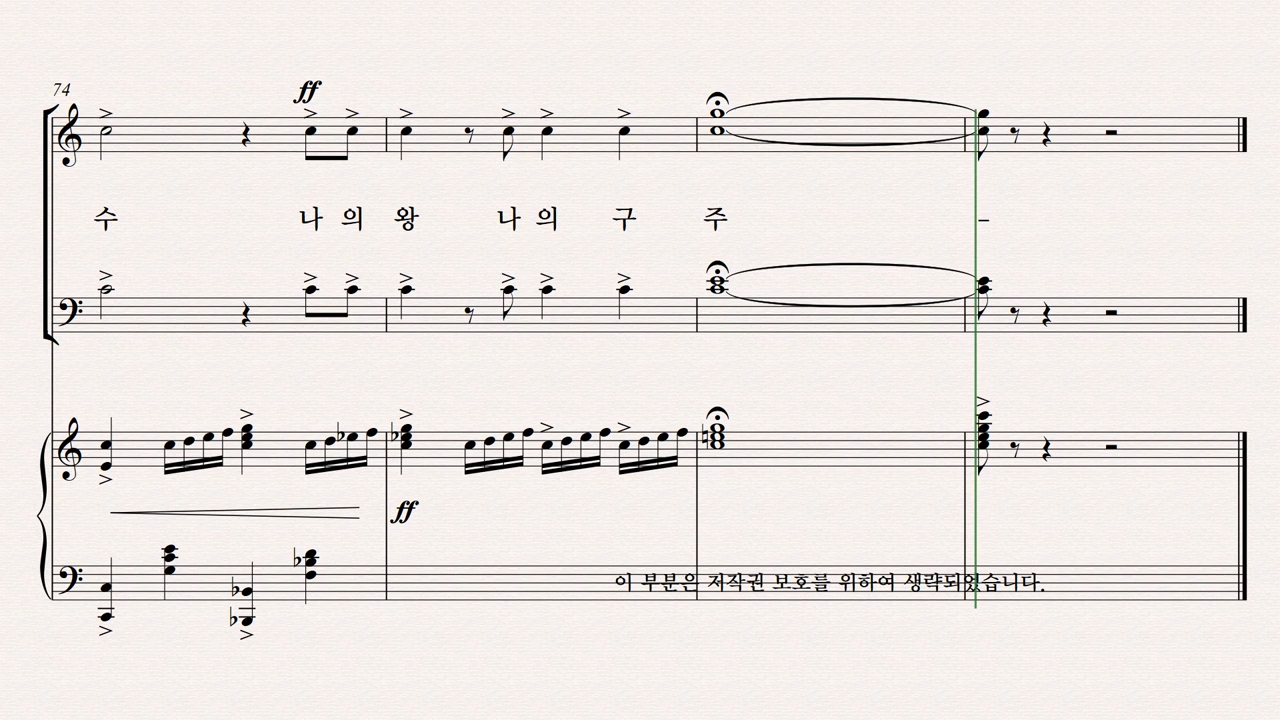 74
ff
수 나 의 왕 나 의 구 주 –
ff
이 부분은 저작권 보호를 위하여 생략되었습니다.